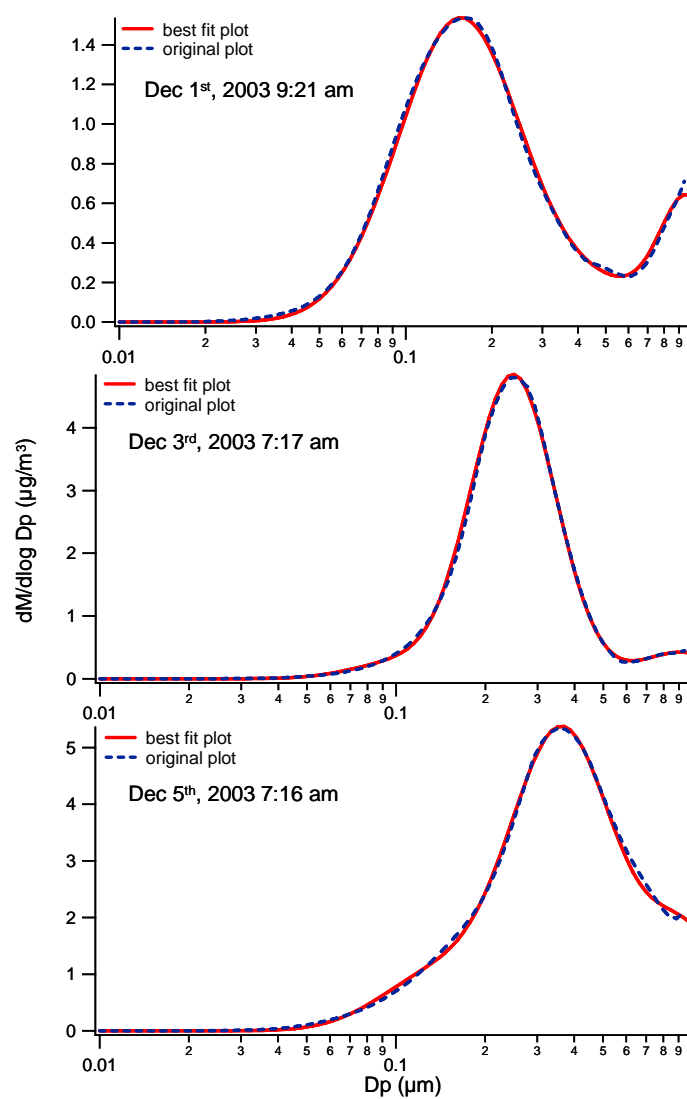 best fit plot
original plot
Dec 1st, 2003 9:21 am
1.4
1.2
1.0
0.8
0.6
0.4
0.2
0.0
2 3 4 5 6 7 8 9 2 3 4 5 6 7 8 9
0.01 0.1
best fit plot
original plot
Dec 3rd, 2003 7:17 am
4
3
2
1
0
2 3 4 5 6 7 8 9 2 3 4 5 6 7 8 9
0.01 0.1
dM/dlog Dp (µg/m³)
best fit plot
original plot
Dec 5th, 2003 7:16 am
5
4
3
2
1
0
2 3 4 5 6 7 8 9 2 3 4 5 6 7 8 9
0.01 0.1
Dp (µm)